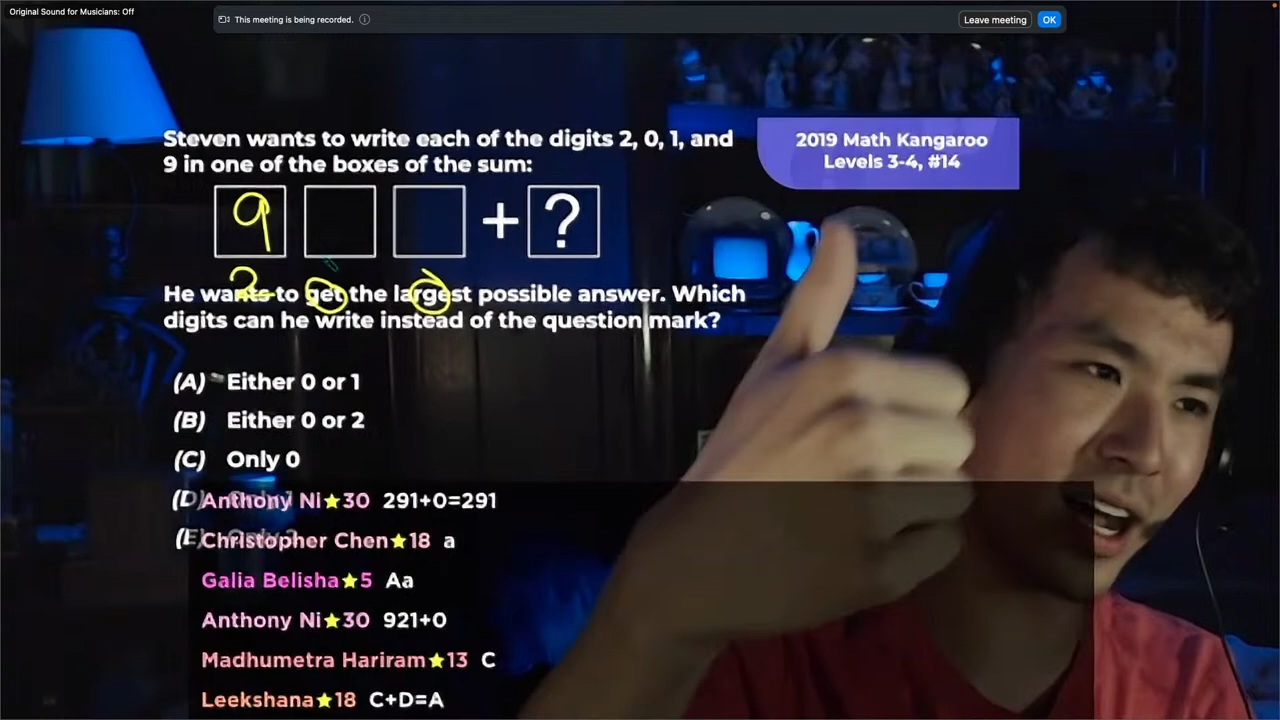 Original Sound for Musicians: Off
This meeting is being recorded.
Leave meeting
OK
Steven wants to write each of the digits 2, 0, 1, and
9 in one of the boxes of the sum:
2019 Math Kangaroo
Levels 3-4, #14
9 + ?
2 0
He wants to get the largest possible answer. Which
digits can he write instead of the question mark?
(A) Either 0 or 1
(B) Either 0 or 2
(C) Only 0
(D)
Anthony Ni★30 291+0=291
(E)
Christopher Chen★18 a
Galia Belisha★5 Aa
Anthony Ni★30 921+0
Madhumetra Hariram★13 C
Leekshana★18 C+D=A